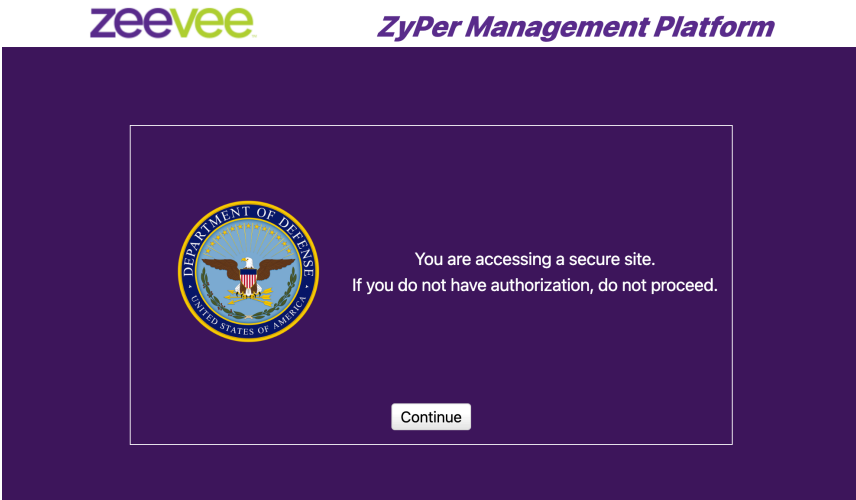 zeevee
ZyPer Management Platform
DEPARTMENT OF DEFENSE
UNITED STATES OF AMERICA
You are accessing a secure site.
If you do not have authorization, do not proceed.
Continue